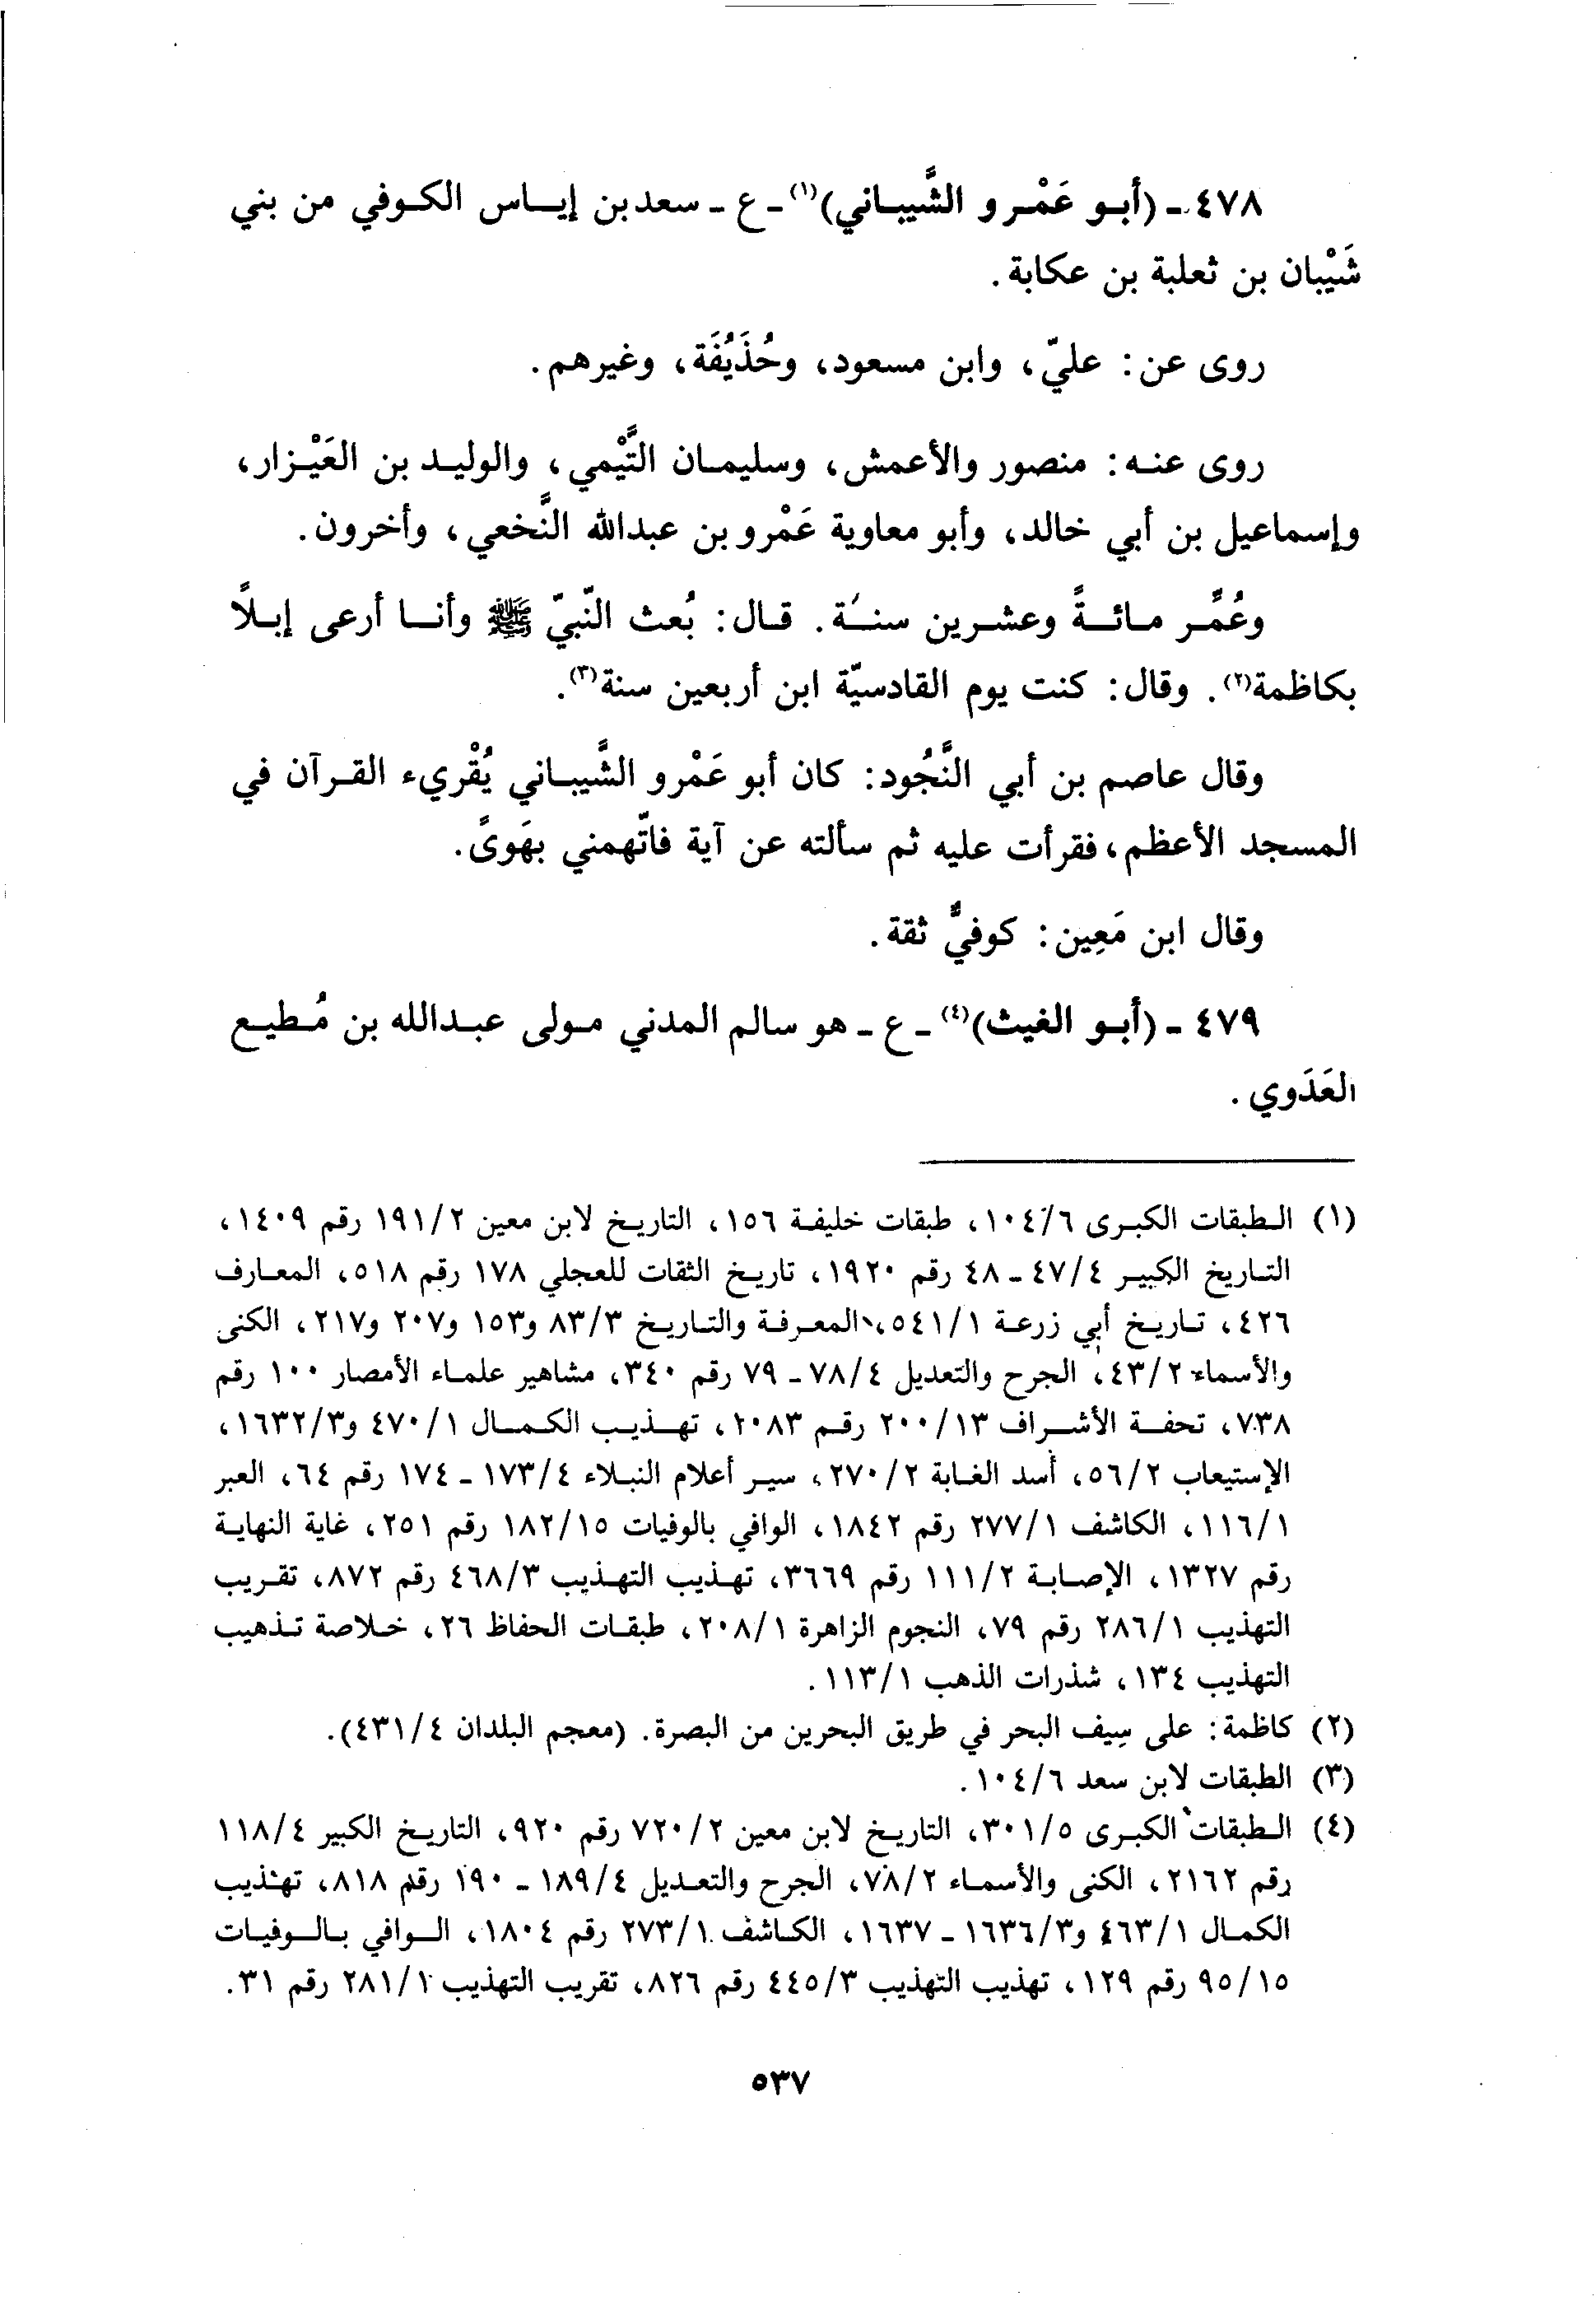 ٤٧٨ - (أبو عَمْرو الشَّيباني)(١) - ع - سعد بن إياس الكوفي من بني
شَيْبان بن ثعلبة بن عكابة.
روى عن: عليّ، وابن مسعود، وحُذَيُفَة، وغيرهم.
روى عنه: منصور والأعمش، وسليمان التَّيْمي، والوليد بن العَيْزار،
وإسماعيل بن أبي خالد، وأبو معاوية عَمْرو بن عبدالله النَّخعي، وأخرون.
وعُمَّر مائةً وعشرين سنة. قال: بُعث النّبيّ ﷺ وأنا أرعى إبلاً
بكاظمة(٢). وقال: كنت يوم القادسيّة ابن أربعين سنة(٣).
وقال عاصم بن أبي النَّجُود: كان أبو عَمْرو الشَّيباني يُقْريء القرآن في
المسجد الأعظم، فقرأت عليه ثم سألته عن آية فاتّهمني بهَوىً.
وقال ابن مَعِين: كوفيٌّ ثقة.
٤٧٩ - (أبو الغيث)(٤) - ع - هو سالم المدني مولى عبدالله بن مُطيع
العَدَوي.
(١) الطبقات الكبرى ١٠٤/٦، طبقات خليفة ١٥٦، التاريخ لابن معين ١٩١/٢ رقم ١٤٠٩،
التاريخ الكبير ٤٧/٤ - ٤٨ رقم ١٩٢٠، تاريخ الثقات للعجلي ١٧٨ رقم ٥١٨، المعارف
٤٢٦، تاريخ أبي زرعة ٥٤١/١، المعرفة والتاريخ ٨٣/٣ و١٥٣ و٢٠٧ و٢١٧، الكنى
والأسماء ٤٣/٢، الجرح والتعديل ٧٨/٤ - ٧٩ رقم ٣٤٠، مشاهير علماء الأمصار ١٠٠ رقم
٧٣٨، تحفة الأشراف ٢٠٠/١٣ رقم ١٠٨٣، تهذيب الكمال ٤٧٠/١ و١٦٣٢/٣،
الإستيعاب ٥٦/٢، أسد الغابة ٢٧٠/٢، سير أعلام النبلاء ١٧٣/٤ - ١٧٤ رقم ٦٤، العبر
١١٦/١، الكاشف ٢٧٧/١ رقم ١٨٤٢، الوافي بالوفيات ١٨٢/١٥ رقم ٢٥١، غاية النهاية
رقم ١٣٢٧، الإصابة ١١١/٢ رقم ٣٦٦٩، تهذيب التهذيب ٤٦٨/٣ رقم ٨٧٢، تقريب
التهذيب ٢٨٦/١ رقم ٧٩، النجوم الزاهرة ٢٠٨/١، طبقات الحفاظ ٢٦، خلاصة تذهيب
التهذيب ١٣٤، شذرات الذهب ١١٣/١.
(٢) كاظمة: على سِيف البحر في طريق البحرين من البصرة. (معجم البلدان ٤٣١/٤).
(٣) الطبقات لابن سعد ١٠٤/٦.
(٤) الطبقات الكبرى ٣٠١/٥، التاريخ لابن معين ٧٢٠/٢ رقم ٩٢٠، التاريخ الكبير ١١٨/٤
رقم ٢١٦٢، الكنى والأسماء ٧٨/٢، الجرح والتعديل ١٨٩/٤ - ١٩٠ رقم ٨١٨، تهذيب
الكمال ٤٦٣/١ و١٦٣٦/٣ - ١٦٣٧، الكاشف ٢٧٣/١ رقم ١٨٠٤، الوافي بالوفيات
٩٥/١٥ رقم ١٢٩، تهذيب التهذيب ٤٤٥/٣ رقم ٨٢٦، تقريب التهذيب ٢٨١/١ رقم ٣١.
٥٣٧